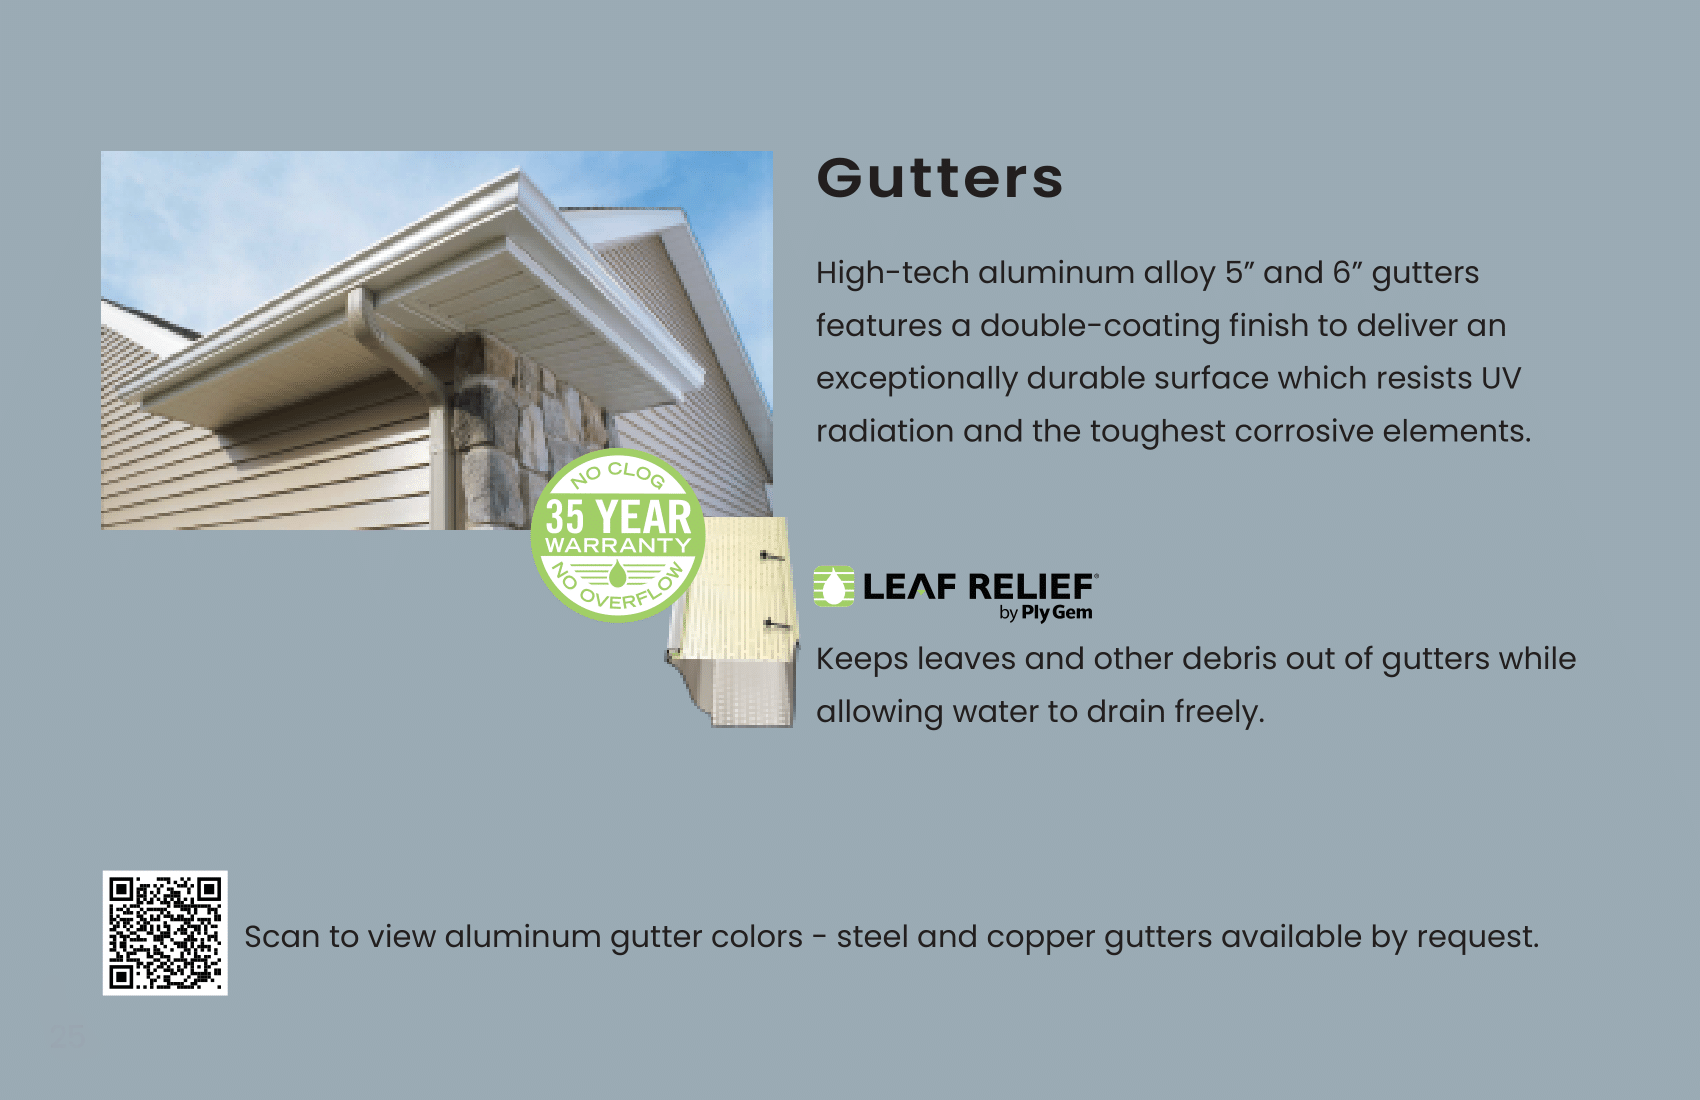 Gutters
High-tech aluminum alloy 5” and 6” gutters
features a double-coating finish to deliver an
exceptionally durable surface which resists UV
radiation and the toughest corrosive elements.
NO CLOG
35 YEAR
WARRANTY
NO OVERFLOW
LEAF RELIEF®
by Ply Gem
Keeps leaves and other debris out of gutters while
allowing water to drain freely.
Scan to view aluminum gutter colors - steel and copper gutters available by request.
25